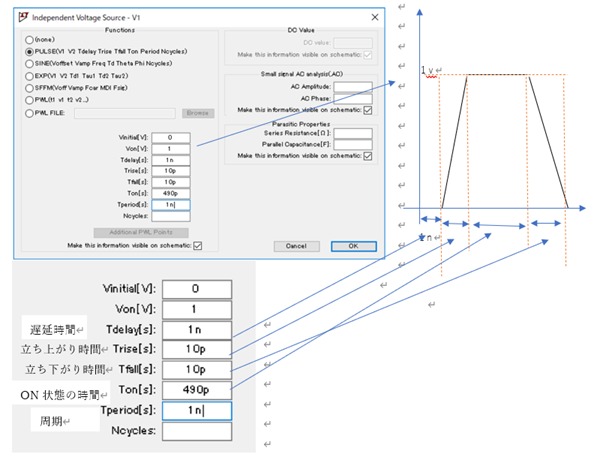 Independent Voltage Source - V1
Functions
(none)
PULSE(V1 V2 Tdelay Trise Tfall Ton Period Ncycles)
SINE(Voffset Vamp Freq Td Theta Phi Ncycles)
EXP(V1 V2 Td1 Tau1 Td2 Tau2)
SFFM(Voff Vamp Fcar MDI Fsig)
PWL(t1 v1 t2 v2...)
PWL FILE:
Browse
Vinitial[V]: 0
Von[V]: 1
Tdelay[s]: 1n
Trise[s]: 10p
Tfall[s]: 10p
Ton[s]: 490p
Tperiod[s]: 1n
Ncycles:
Additional PWL Points
Make this information visible on schematic:
DC Value
DC value:
Make this information visible on schematic:
Small signal AC analysis(.AC)
AC Amplitude:
AC Phase:
Make this information visible on schematic:
Parasitic Properties
Series Resistance[Ω]:
Parallel Capacitance[F]:
Make this information visible on schematic:
Cancel
OK
1 v
1 n
Vinitial[V]: 0
Von[V]: 1
遅延時間 Tdelay[s]: 1n
立ち上がり時間 Trise[s]: 10p
立ち下がり時間 Tfall[s]: 10p
ON 状態の時間 Ton[s]: 490p
周期 Tperiod[s]: 1n
Ncycles: